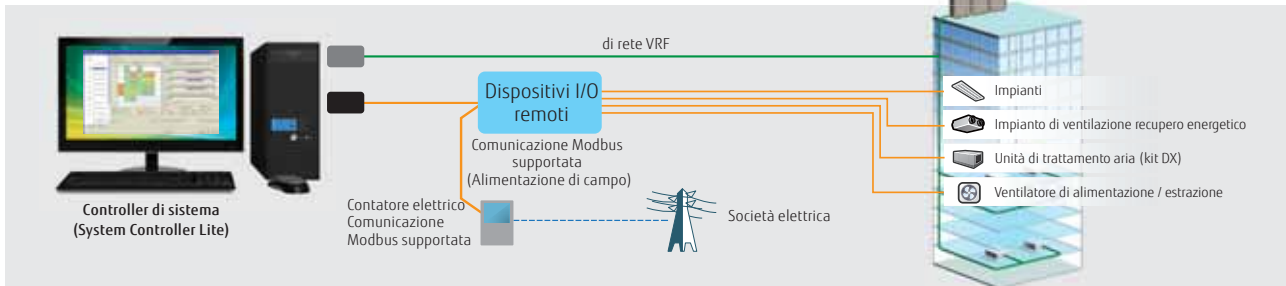 di rete VRF
Dispositivi I/O
remoti
Comunicazione Modbus
supportata
(Alimentazione di campo)
Impianti
Impianto di ventilazione recupero energetico
Unità di trattamento aria (kit DX)
Ventilatore di alimentazione / estrazione
Controller di sistema
(System Controller Lite)
Contatore elettrico
Comunicazione
Modbus supportata
Società elettrica